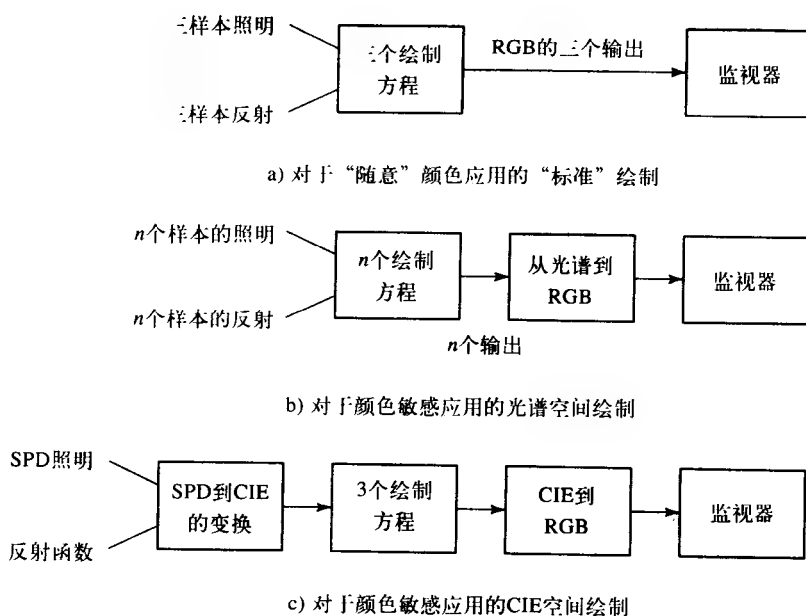 三样本照明
三个绘制
方程
RGB的三个输出
监视器
三样本反射
a) 对于“随意”颜色应用的“标准”绘制
n个样本的照明
n个绘制
方程
从光谱到
RGB
监视器
n个样本的反射
n个输出
b) 对于颜色敏感应用的光谱空间绘制
SPD照明
SPD到CIE
的变换
3个绘制
方程
CIE到
RGB
监视器
反射函数
c) 对于颜色敏感应用的CIE空间绘制